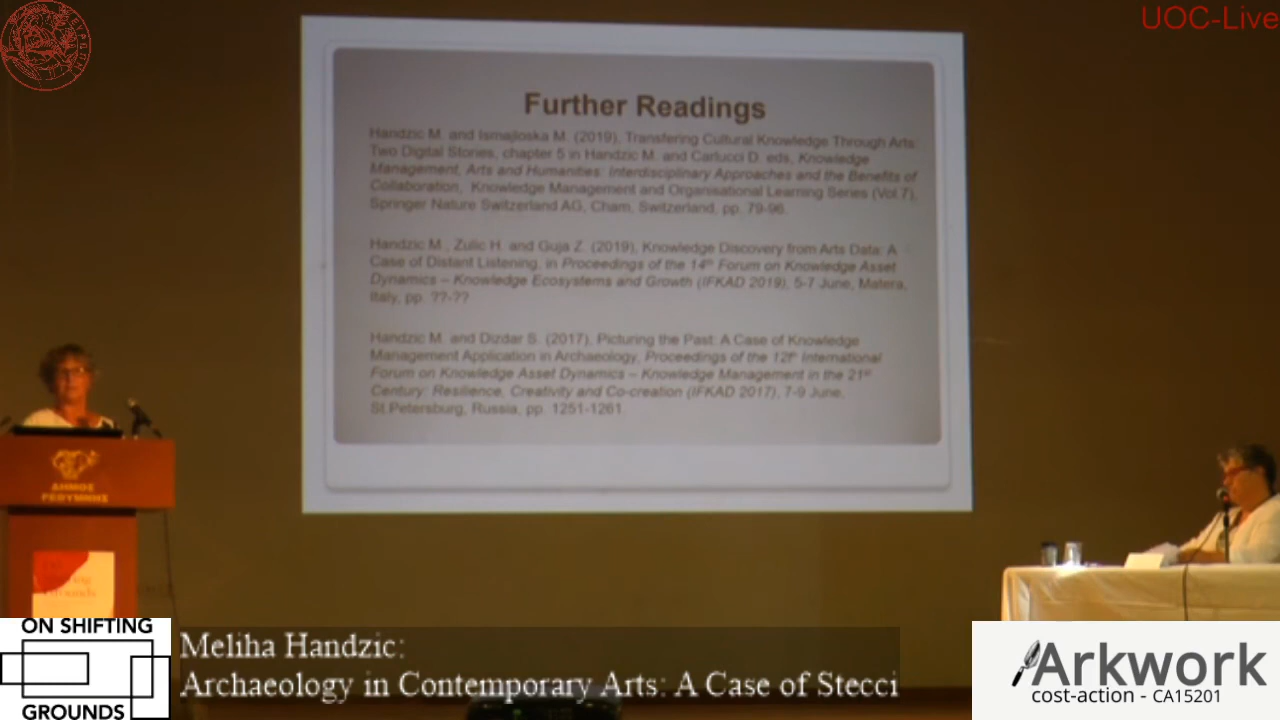 UOC-Live
Further Readings
Handzic M. and Ismajloska M. (2019), Transfering Cultural Knowledge Through Arts:
Two Digital Stories, chapter 5 in Handzic M. and Carlucci D. eds, Knowledge
Management, Arts and Humanities: Interdisciplinary Approaches and the Benefits of
Collaboration, Knowledge Management and Organisational Learning Series (Vol 7),
Springer Nature Switzerland AG, Cham, Switzerland, pp. 79-96.
Handzic M., Zulic H. and Guja Z. (2019), Knowledge Discovery from Arts Data: A
Case of Distant Listening, in Proceedings of the 14th Forum on Knowledge Asset
Dynamics – Knowledge Ecosystems and Growth (IFKAD 2019), 5-7 June, Matera,
Italy, pp. ??-??
Handzic M. and Dizdar S. (2017), Picturing the Past: A Case of Knowledge
Management Application in Archaeology, Proceedings of the 12th International
Forum on Knowledge Asset Dynamics – Knowledge Management in the 21st
Century: Resilience, Creativity and Co-creation (IFKAD 2017), 7-9 June,
St.Petersburg, Russia, pp. 1251-1261.
ΔΗΜΟΣ
ΡΕΘΥΜΝΗΣ
ON SHIFTING
GROUNDS
Meliha Handzic:
Archaeology in Contemporary Arts: A Case of Stecci
Arkwork
cost-action - CA15201